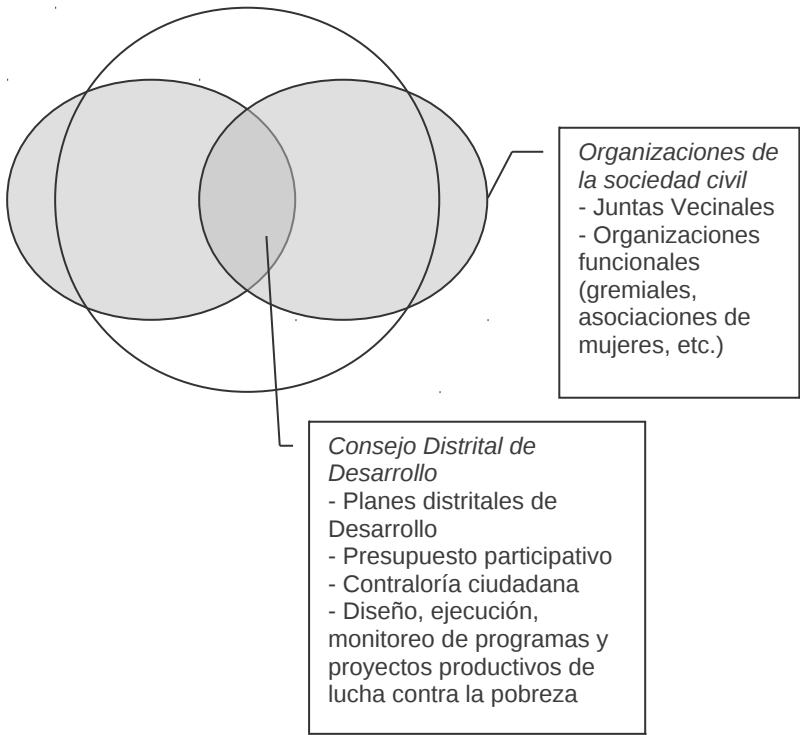 Organizaciones de
la sociedad civil
- Juntas Vecinales
- Organizaciones
funcionales
(gremiales,
asociaciones de
mujeres, etc.)
Consejo Distrital de
Desarrollo
- Planes distritales de
Desarrollo
- Presupuesto participativo
- Contraloría ciudadana
- Diseño, ejecución,
monitoreo de programas y
proyectos productivos de
lucha contra la pobreza